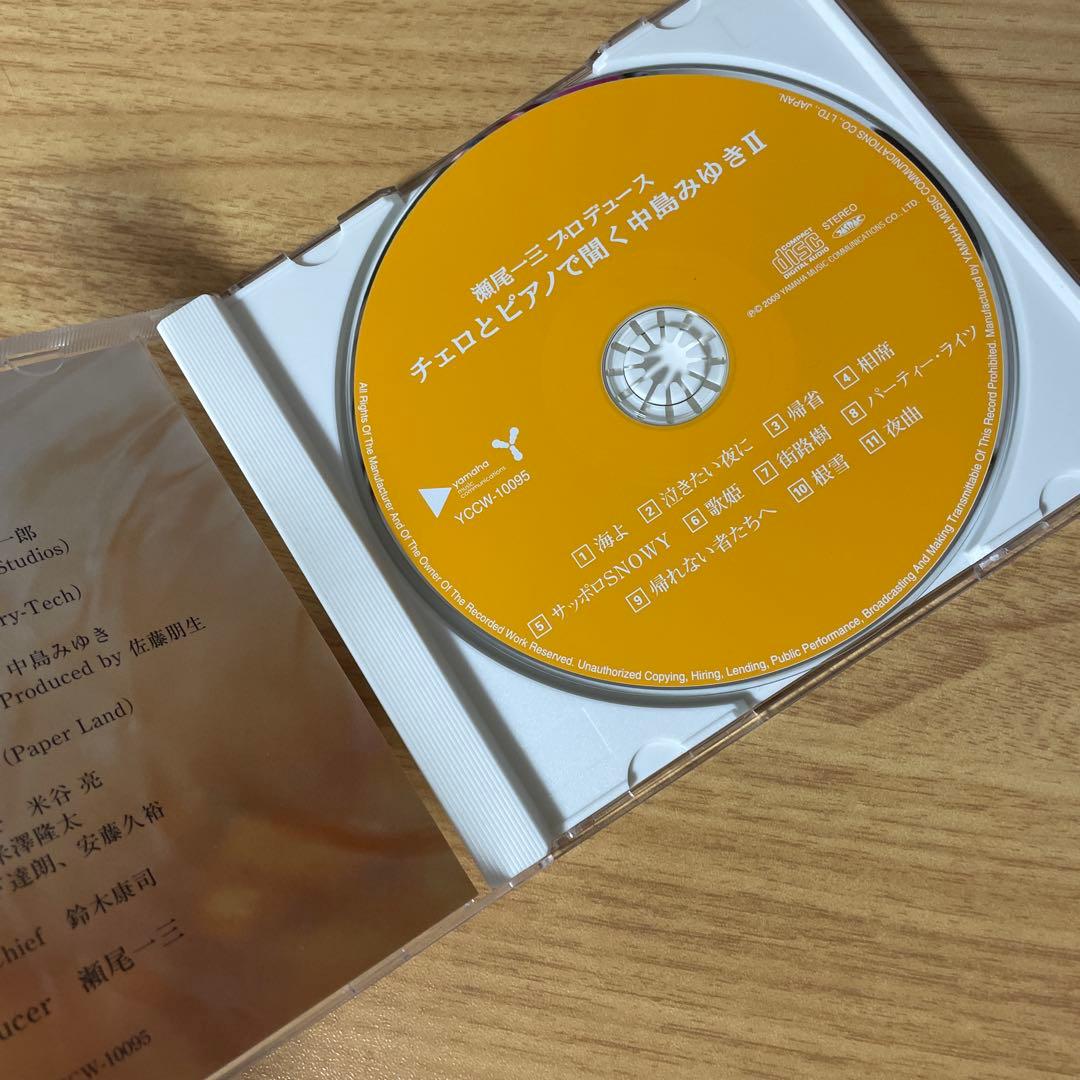 瀬尾一三 プロデュース
チェロとピアノで聞く中島みゆきⅡ
COMPACT
disc
DIGITAL AUDIO
STEREO
℗©2009 YAMAHA MUSIC COMMUNICATIONS CO., LTD.
yamaha
music
communications
YCCW-10095
1 海よ 2 泣きたい夜に 3 帰省 4 相席
5 サッポロSNOWY 6 歌姫 7 街路樹 8 パーティー・ライツ
9 帰れない者たちへ 10 根雪 11 夜曲
All Rights Of The Manufacturer And Of The Owner Of The Recorded Work Reserved. Unauthorized Copying, Hiring, Lending, Public Performance, Broadcasting And Making Transmittable Of This Record Prohibited. Manufactured by YAMAHA MUSIC COMMUNICATIONS CO., LTD., JAPAN.
一郎
Studios)
ry-Tech)
中島みゆき
Produced by 佐藤朋生
(Paper Land)
米谷 亮
米澤隆太
達朗、安藤久裕
Chief 鈴木康司
ducer 瀬尾一三
CCW-10095